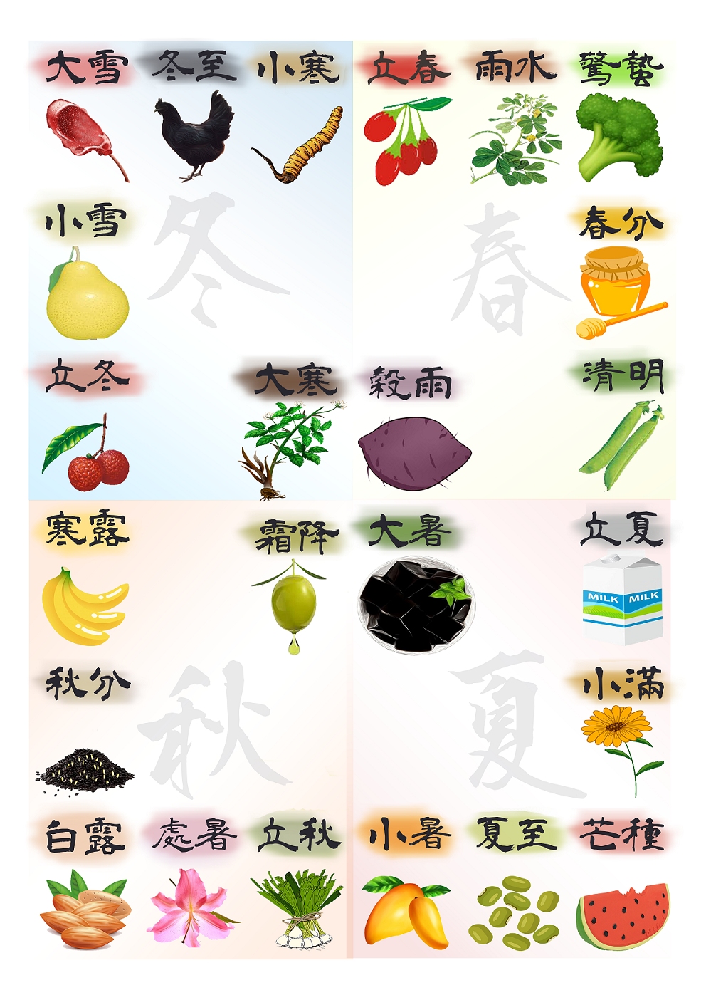 大雪
冬至
小寒
立春
雨水
驚蟄
小雪
冬
春
春分
立冬
大寒
穀雨
清明
寒露
霜降
大暑
立夏
MILK
MILK
秋分
秋
夏
小滿
白露
處暑
立秋
小暑
夏至
芒種